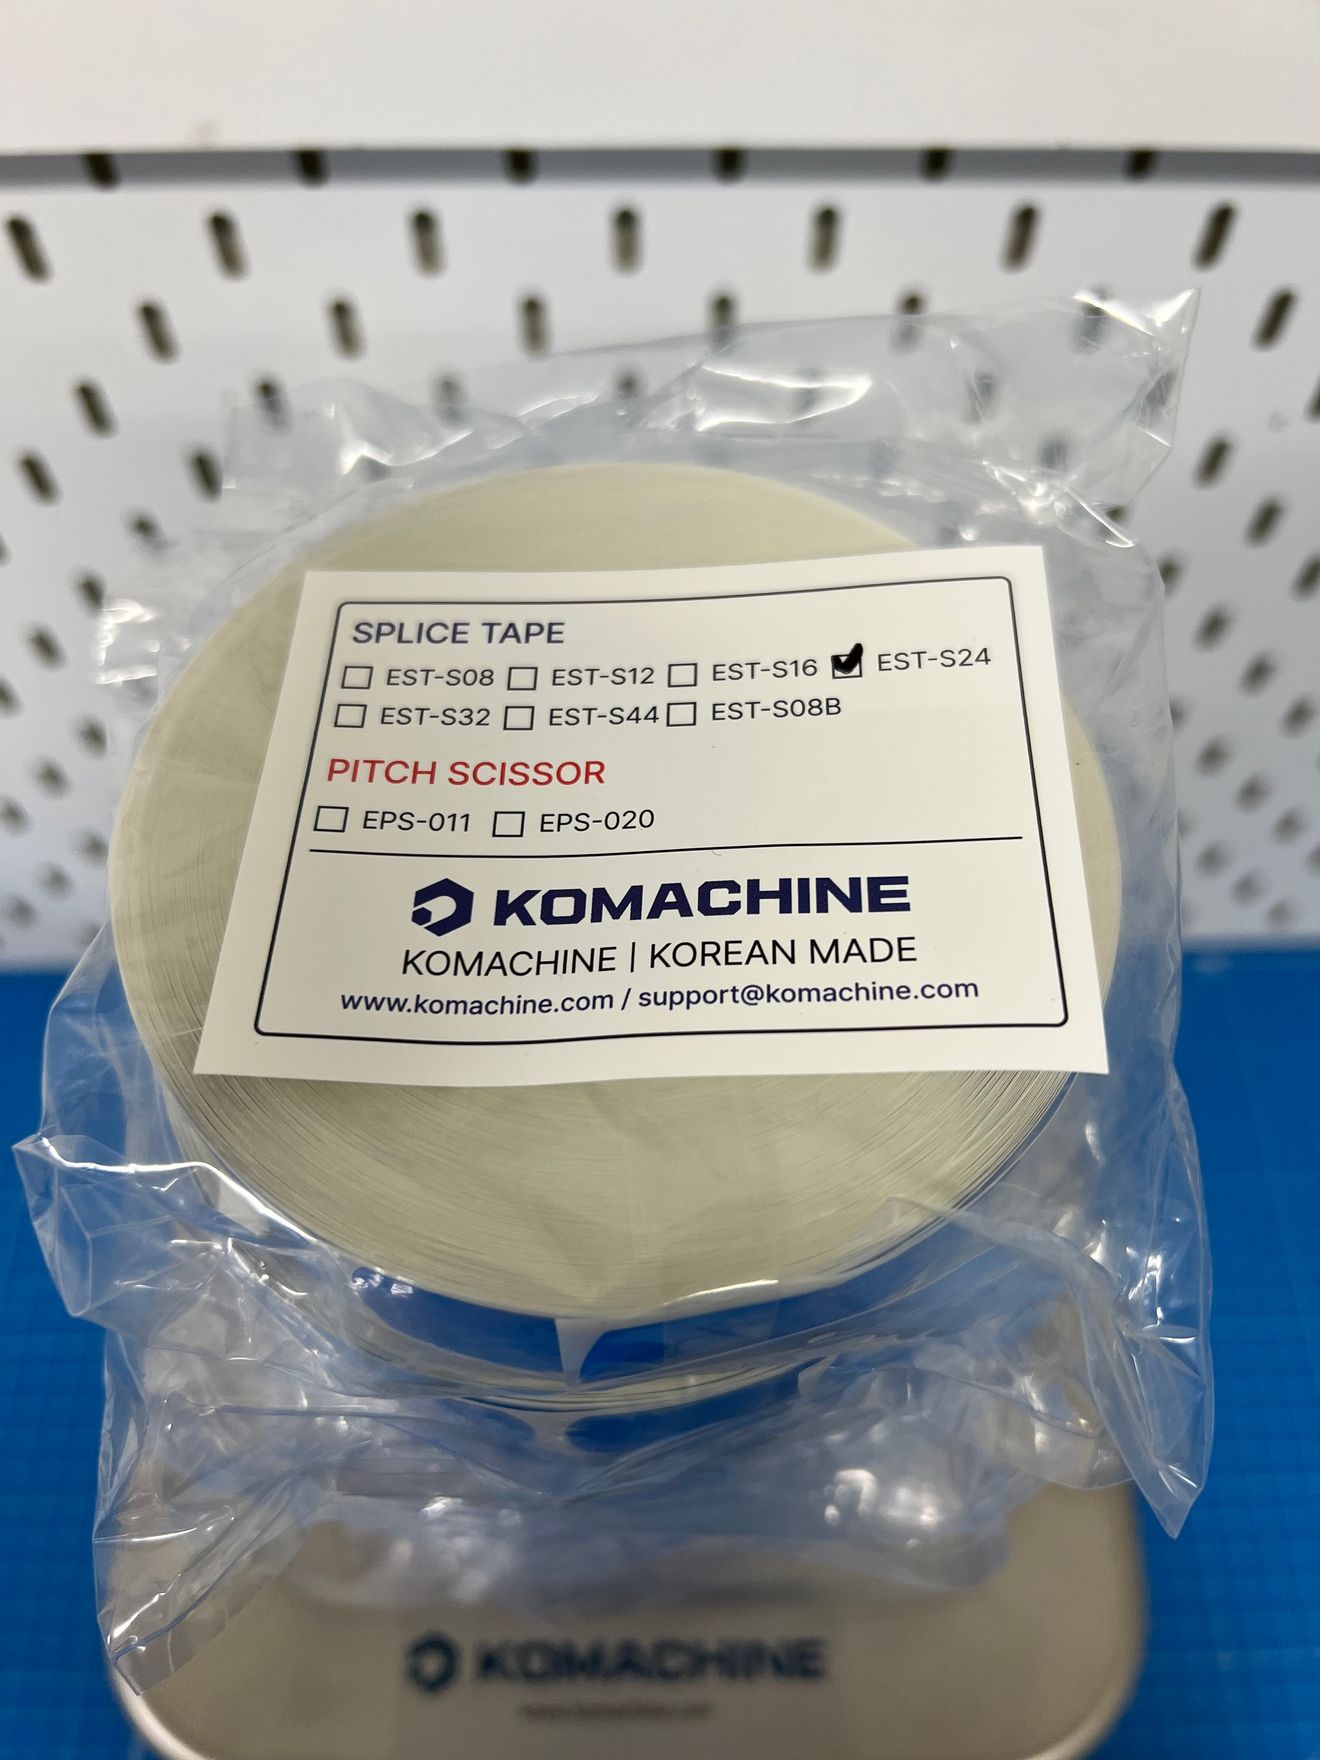 SPLICE TAPE
EST-S08 EST-S12 EST-S16 EST-S24
EST-S32 EST-S44 EST-S08B
PITCH SCISSOR
EPS-011 EPS-020
KOMACHINE
KOMACHINE | KOREAN MADE
www.komachine.com / support@komachine.com
KOMACHINE